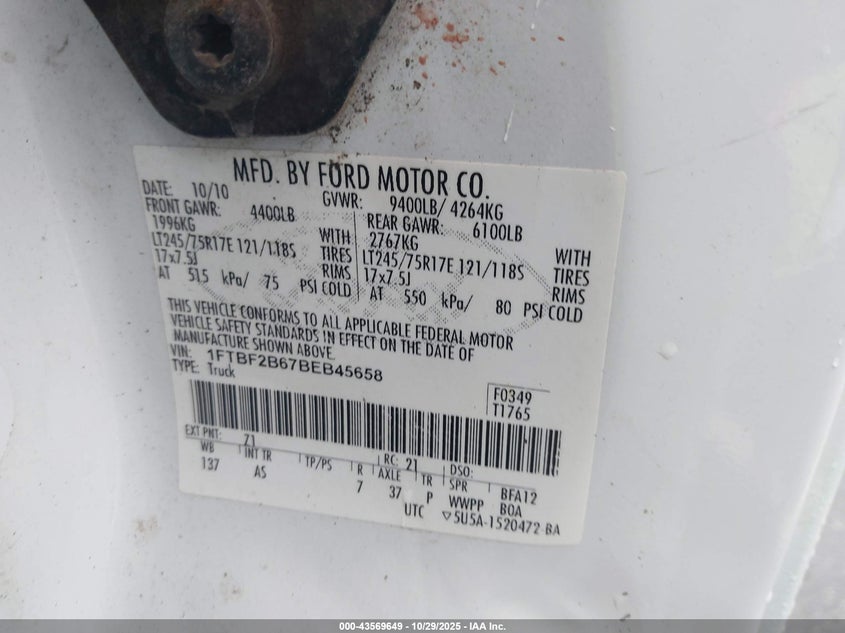 MFD. BY FORD MOTOR CO.
DATE: 10/10 GVWR: 9400LB/ 4264KG
FRONT GAWR: 4400LB REAR GAWR: 6100LB
1996KG WITH 2767KG WITH
LT245/75R17E 121/118S TIRES LT245/75R17E 121/118S TIRES
17x7.5J RIMS 17x7.5J RIMS
AT 515 kPa/ 75 PSI COLD AT 550 kPa/ 80 PSI COLD
THIS VEHICLE CONFORMS TO ALL APPLICABLE FEDERAL MOTOR
VEHICLE SAFETY STANDARDS IN EFFECT ON THE DATE OF
MANUFACTURE SHOWN ABOVE.
VIN: 1FTBF2B67BEB45658
TYPE: Truck
F0349
T1765
EXT PNT: Z1 RC: 21 DSO:
WB INT TR TP/PS R AXLE TR SPR BFA12
137 AS 7 37 P WWPP BOA
UTC ▽5U5A-1520472-BA
000-43569649 - 10/29/2025 - IAA Inc.